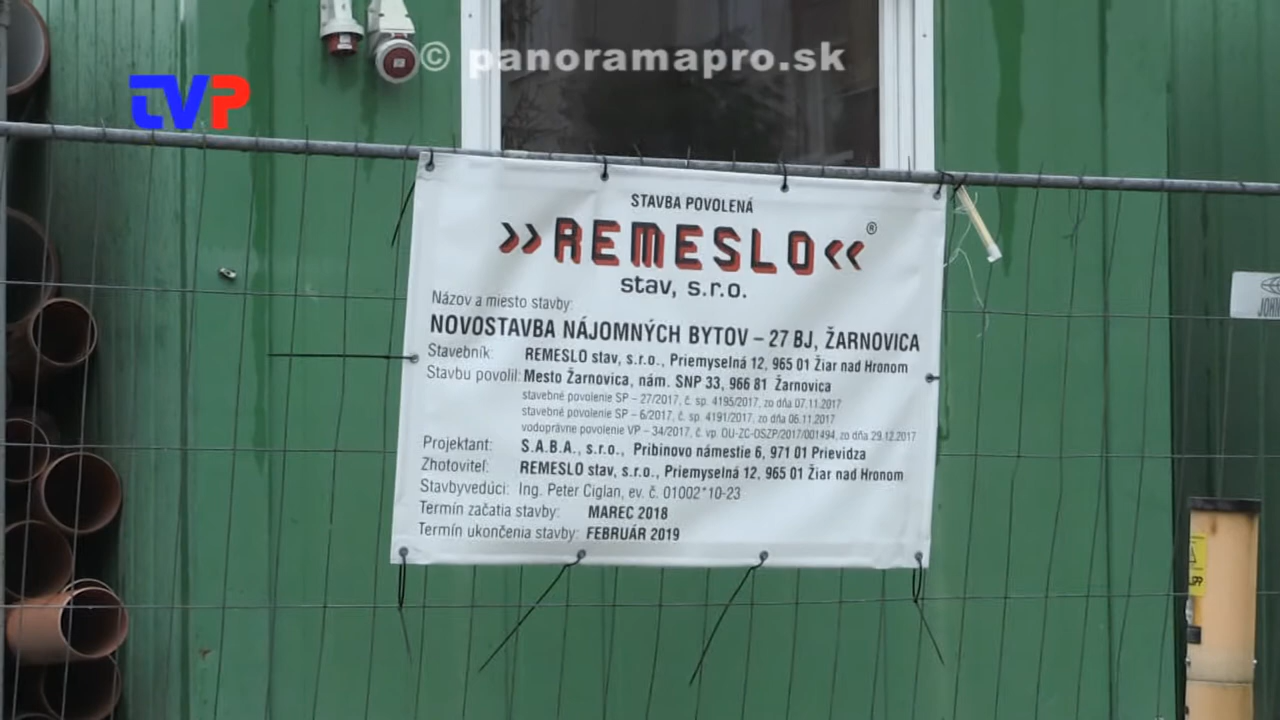 © panoramapro.sk
TVP
STAVBA POVOLENÁ
»REMESLO«®
stav, s.r.o.
Názov a miesto stavby:
NOVOSTAVBA NÁJOMNÝCH BYTOV – 27 BJ, ŽARNOVICA
Stavebník: REMESLO stav, s.r.o., Priemyselná 12, 965 01 Žiar nad Hronom
Stavbu povolil: Mesto Žarnovica, nám. SNP 33, 966 81 Žarnovica
stavebné povolenie SP – 27/2017, č. sp. 4195/2017, zo dňa 07.11.2017
stavebné povolenie SP – 6/2017, č. sp. 4191/2017, zo dňa 06.11.2017
vodoprávne povolenie VP – 34/2017, č. vp. OU-ZC-OSZP/2017/001494, zo dňa 29.12.2017
Projektant: S.A.B.A., s.r.o., Pribinovo námestie 6, 971 01 Prievidza
Zhotoviteľ: REMESLO stav, s.r.o., Priemyselná 12, 965 01 Žiar nad Hronom
Stavbyvedúci: Ing. Peter Ciglan, ev. č. 01002*10-23
Termín začatia stavby: MAREC 2018
Termín ukončenia stavby: FEBRUÁR 2019